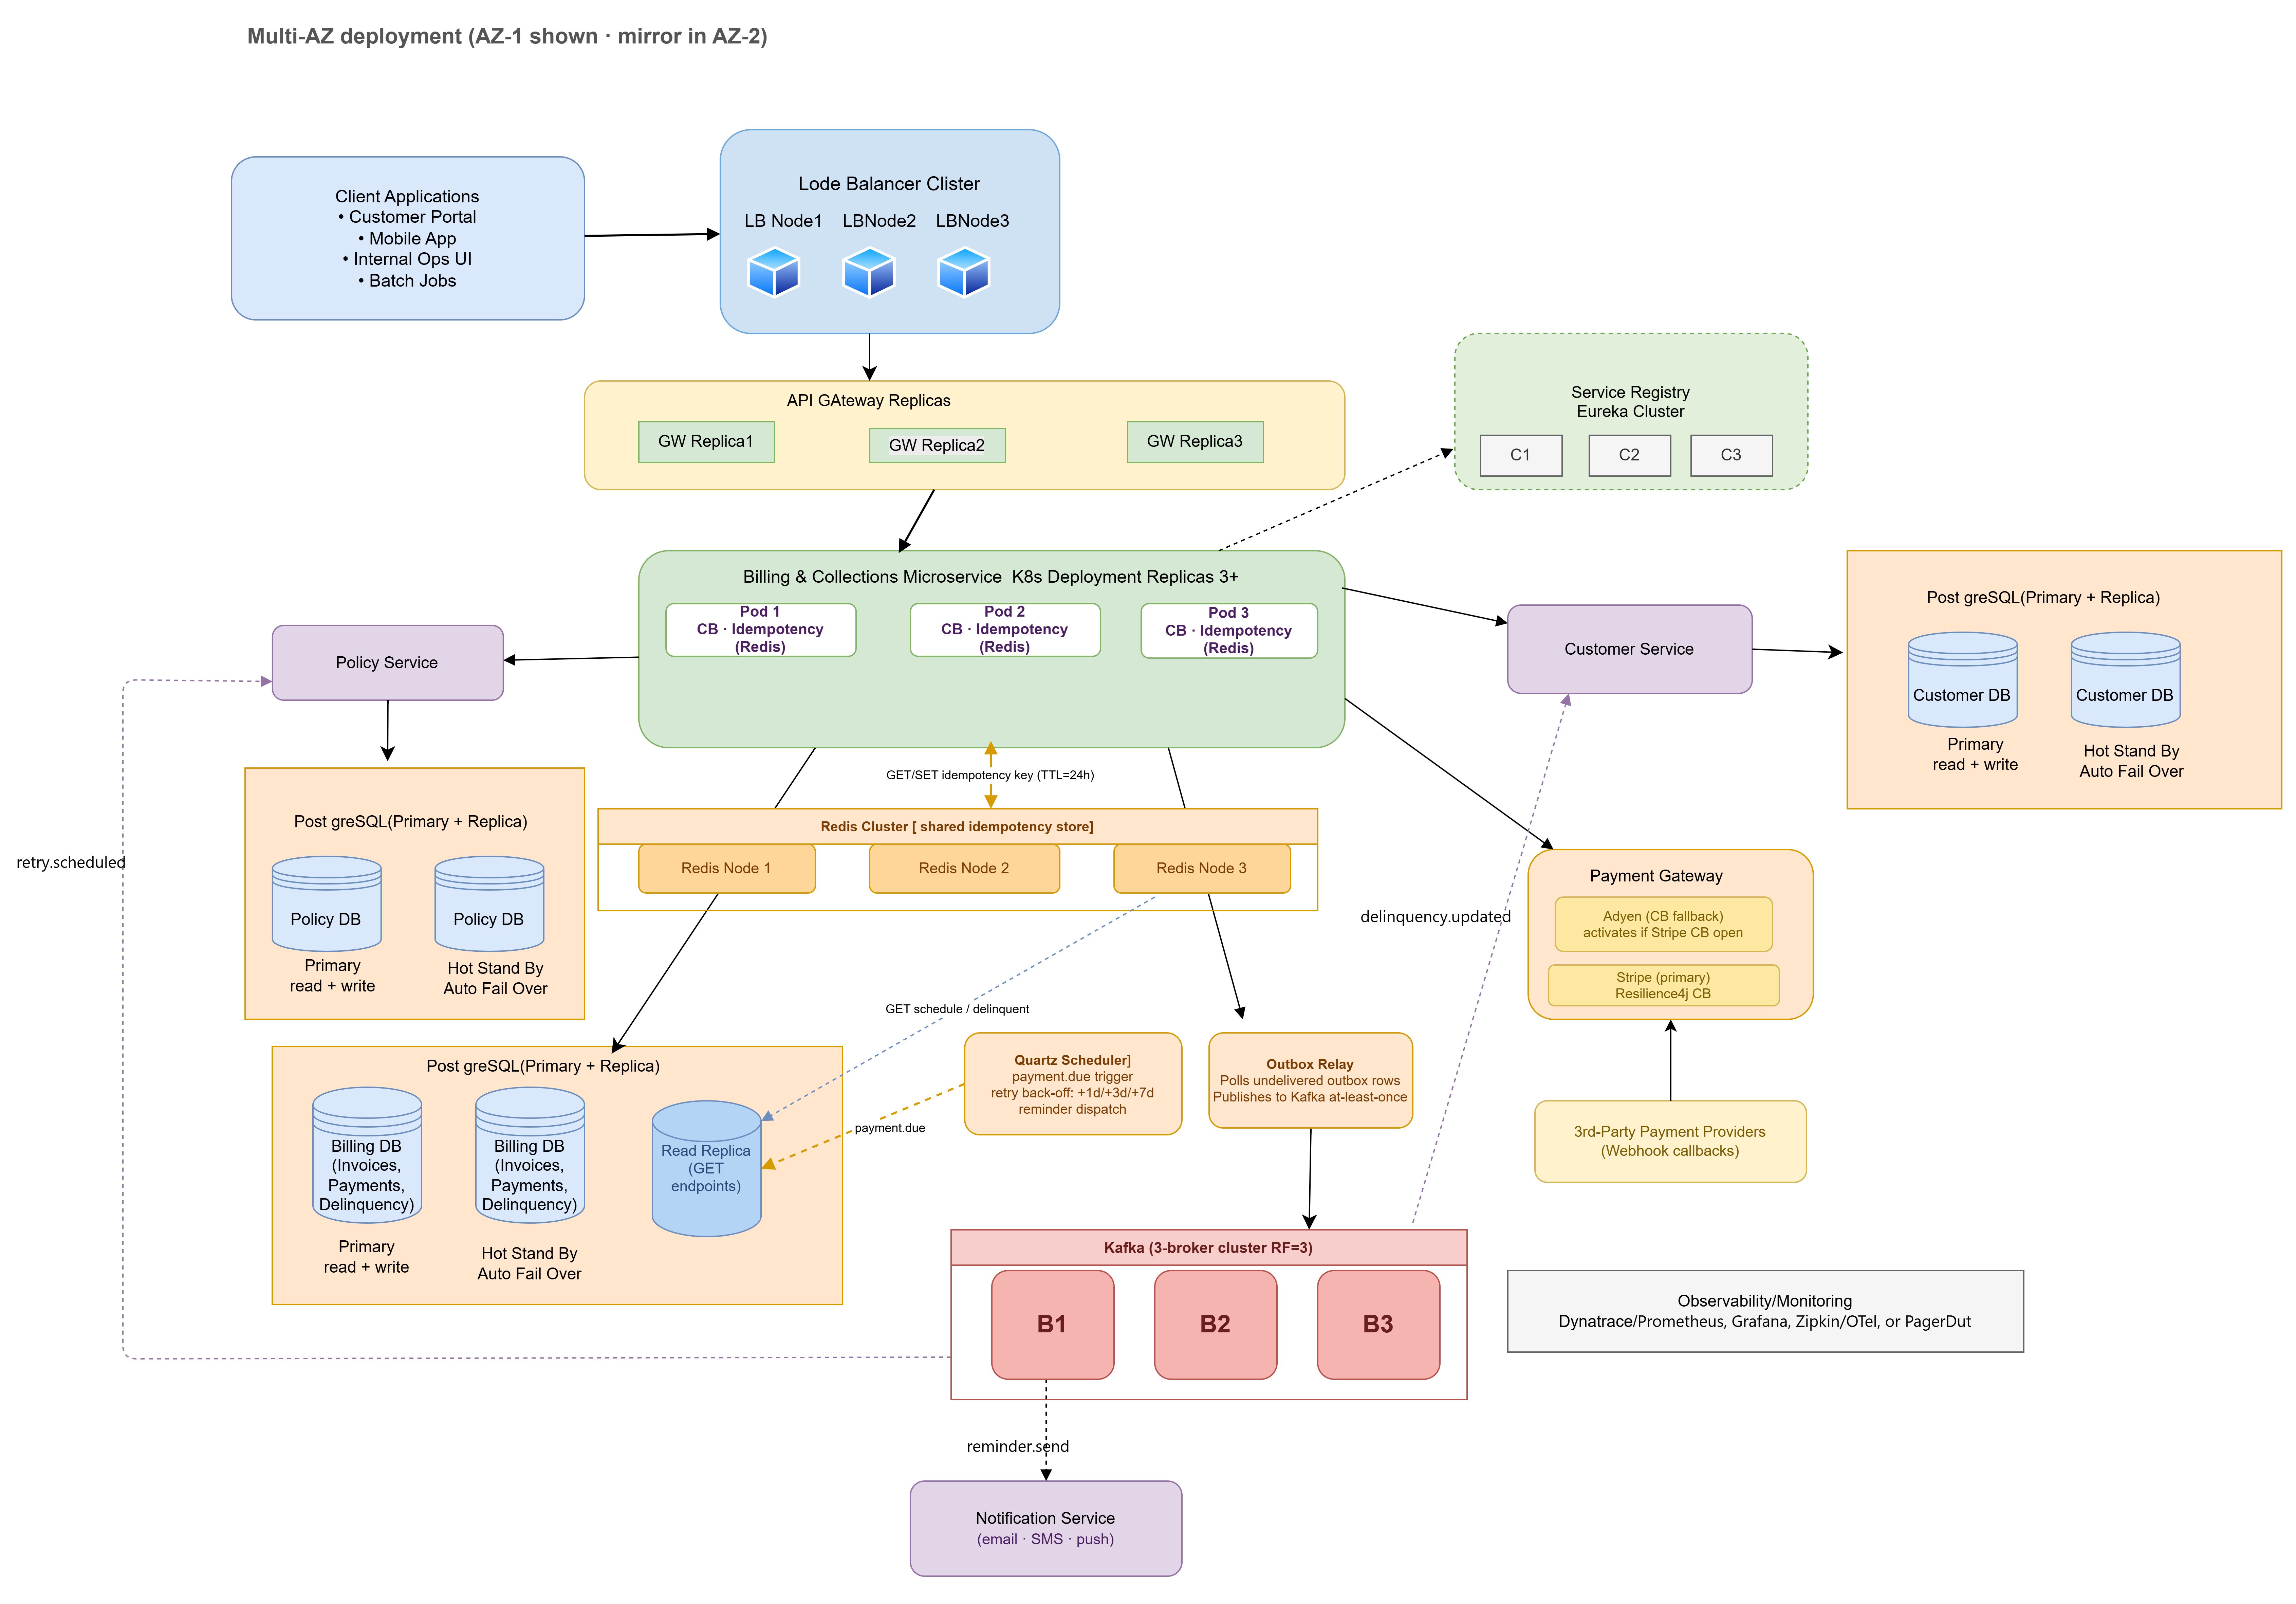 Multi-AZ deployment (AZ-1 shown · mirror in AZ-2)
Client Applications
• Customer Portal
• Mobile App
• Internal Ops UI
• Batch Jobs
Lode Balancer Clister
LB Node1
LBNode2
LBNode3
API GAteway Replicas
GW Replica1
GW Replica2
GW Replica3
Service Registry
Eureka Cluster
C1
C2
C3
Billing & Collections Microservice  K8s Deployment Replicas 3+
Pod 1
CB · Idempotency
(Redis)
Pod 2
CB · Idempotency
(Redis)
Pod 3
CB · Idempotency
(Redis)
Policy Service
Customer Service
Post greSQL(Primary + Replica)
Customer DB
Customer DB
Primary
read + write
Hot Stand By
Auto Fail Over
GET/SET idempotency key (TTL=24h)
Redis Cluster [ shared idempotency store]
Redis Node 1
Redis Node 2
Redis Node 3
Post greSQL(Primary + Replica)
Policy DB
Policy DB
Primary
read + write
Hot Stand By
Auto Fail Over
retry.scheduled
delinquency.updated
Payment Gateway
Adyen (CB fallback)
activates if Stripe CB open
Stripe (primary)
Resilience4j CB
GET schedule / delinquent
Post greSQL(Primary + Replica)
Billing DB
(Invoices,
Payments,
Delinquency)
Billing DB
(Invoices,
Payments,
Delinquency)
Read Replica
(GET
endpoints)
Primary
read + write
Hot Stand By
Auto Fail Over
payment.due
Quartz Scheduler]
payment.due trigger
retry back-off: +1d/+3d/+7d
reminder dispatch
Outbox Relay
Polls undelivered outbox rows
Publishes to Kafka at-least-once
3rd-Party Payment Providers
(Webhook callbacks)
Kafka (3-broker cluster RF=3)
B1
B2
B3
Observability/Monitoring
Dynatrace/Prometheus, Grafana, Zipkin/OTel, or PagerDut
reminder.send
Notification Service
(email · SMS · push)